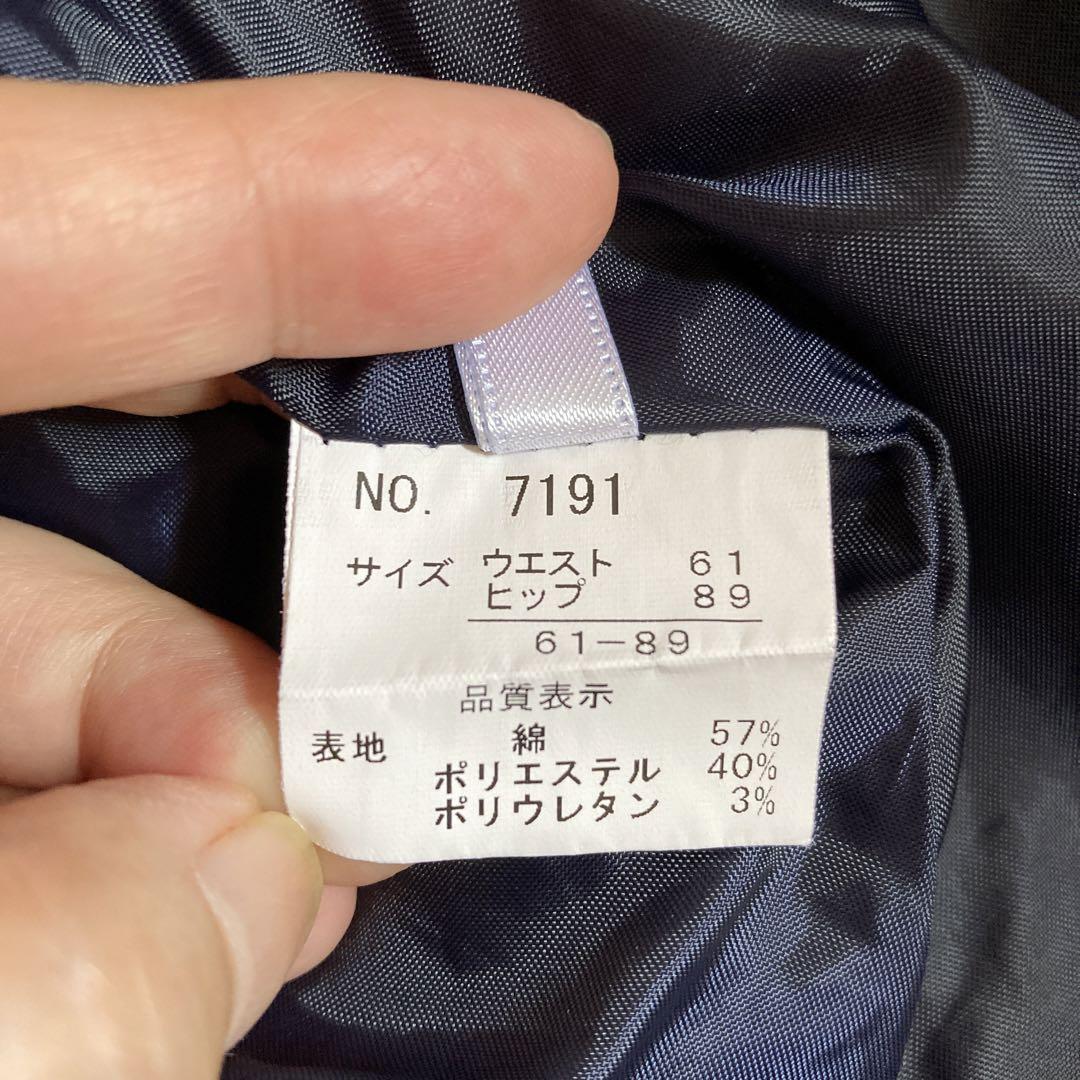 NO. 7191
サイズ ウエスト 61
ヒップ 89
61-89
品質表示
表地 綿 57%
ポリエステル 40%
ポリウレタン 3%